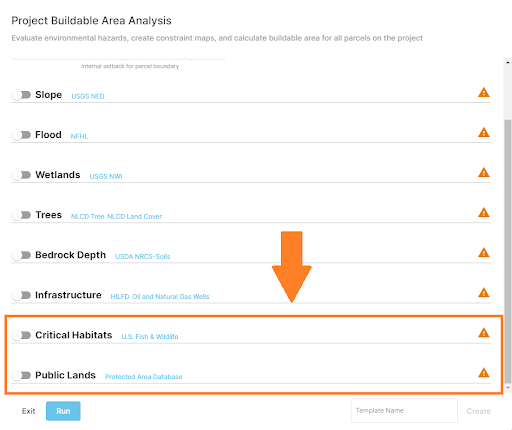 Project Buildable Area Analysis
Evaluate environmental hazards, create constraint maps, and calculate buildable area for all parcels on the project
Internal setback for parcel boundary
Slope USGS NED
Flood NFHL
Wetlands USGS NWI
Trees NLCD Tree NLCD Land Cover
Bedrock Depth USDA NRCS-Soils
Infrastructure HILFD Oil and Natural Gas Wells
Critical Habitats U.S. Fish & Wildlife
Public Lands Protected Area Database
Exit Run Template Name Create